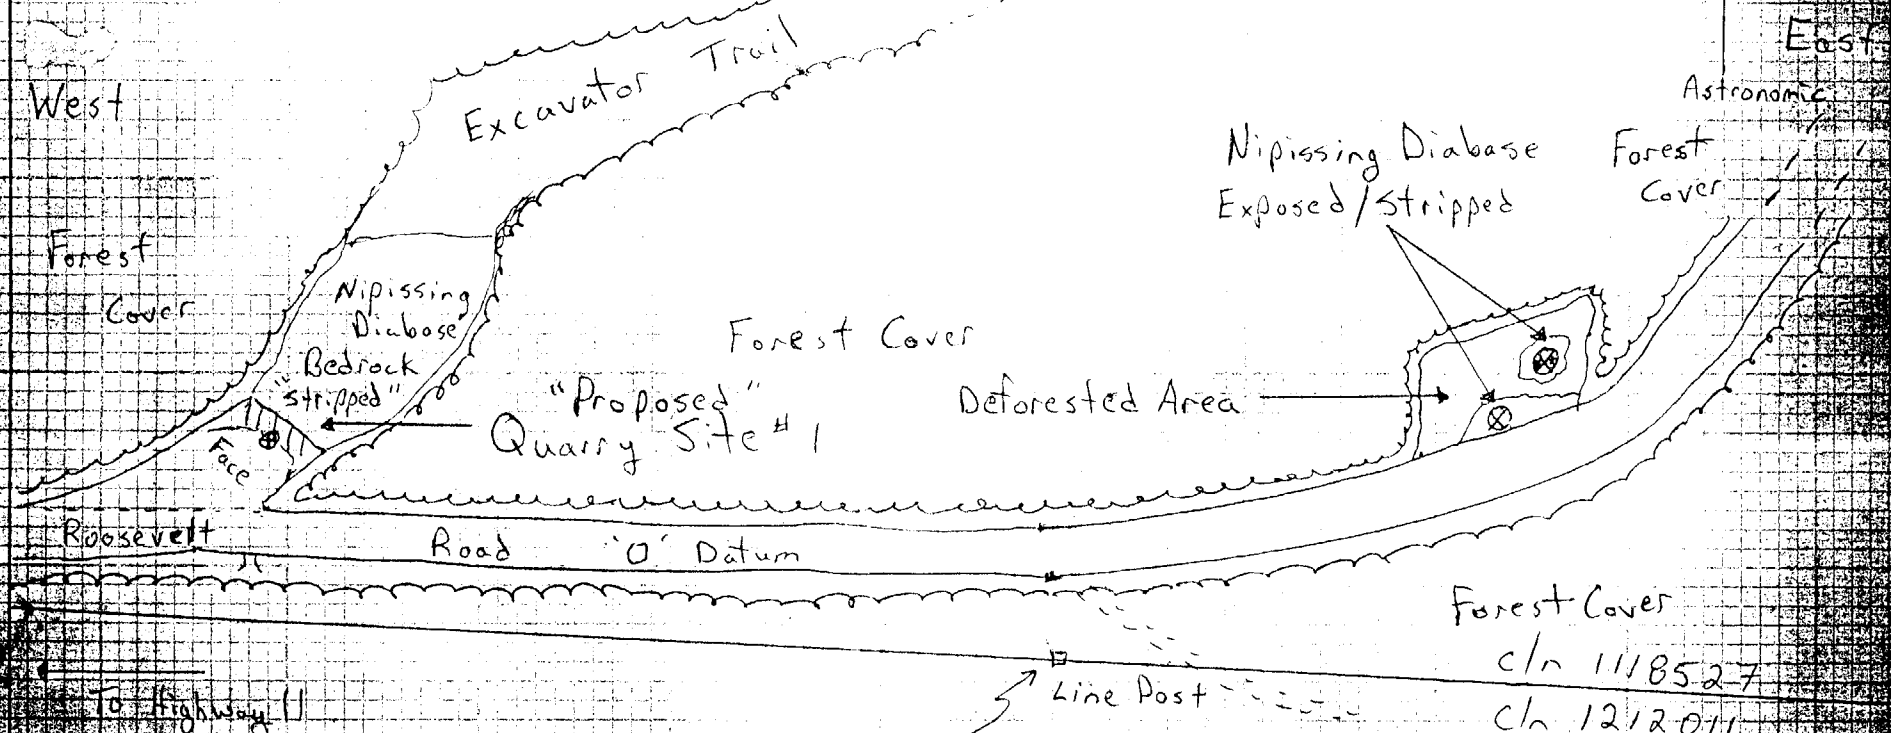 East
Astronomic
West
Excavator Trail
Nipissing Diabase
Exposed/Stripped
Forest
Cover
Forest
Cover
Nipissing
Diabase
Bedrock
"Stripped"
Forest Cover
"Proposed"
Quarry Site #1
Deforested Area
Face
Roosevelt Road 'O' Datum
Forest Cover
c/n 1118527
Line Post
To Highway 11
c/n 1212011